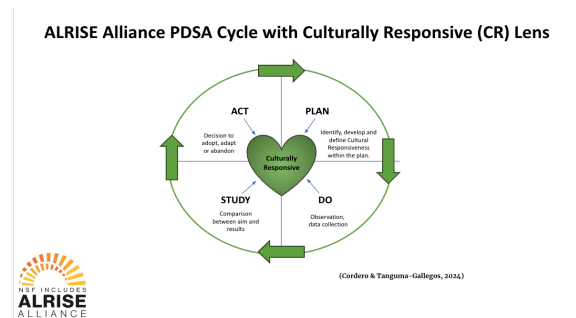 ALRISE Alliance PDSA Cycle with Culturally Responsive (CR) Lens
ACT
Decision to
adopt, adapt
or abandon
PLAN
Identify, develop and
define Cultural
Responsiveness
within the plan.
Culturally
Responsive
STUDY
Comparison
between aim and
results
DO
Observation,
data collection
(Cordero & Tanguma-Gallegos, 2024)
NSF INCLUDES
ALRISE
ALLIANCE